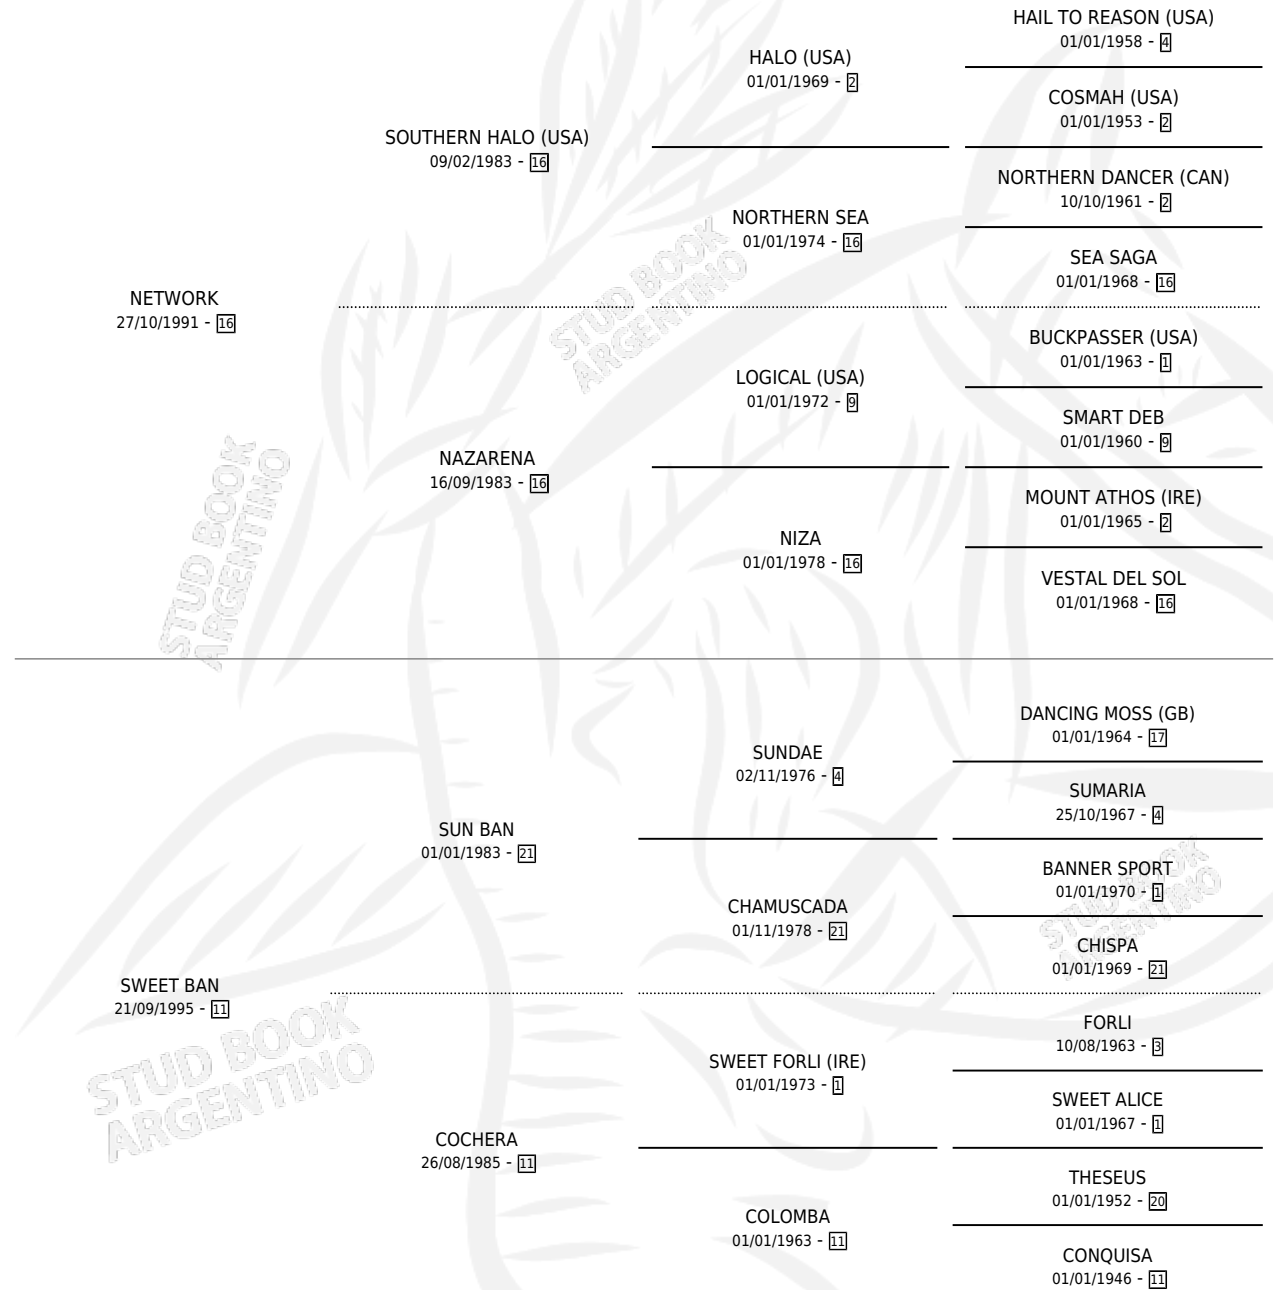 HAIL TO REASON (USA)
01/01/1958 - 4
HALO (USA)
01/01/1969 - 2
COSMAH (USA)
01/01/1953 - 2
SOUTHERN HALO (USA)
09/02/1983 - 16
NORTHERN DANCER (CAN)
10/10/1961 - 2
NORTHERN SEA
01/01/1974 - 16
SEA SAGA
01/01/1968 - 16
STUD BOOK
ARGENTINO
NETWORK
27/10/1991 - 16
BUCKPASSER (USA)
01/01/1963 - 1
LOGICAL (USA)
01/01/1972 - 9
SMART DEB
01/01/1960 - 9
NAZARENA
16/09/1983 - 16
MOUNT ATHOS (IRE)
01/01/1965 - 2
NIZA
01/01/1978 - 16
VESTAL DEL SOL
01/01/1968 - 16
STUD BOOK
ARGENTINO
DANCING MOSS (GB)
01/01/1964 - 17
SUNDAE
02/11/1976 - 4
SUMARIA
25/10/1967 - 4
SUN BAN
01/01/1983 - 21
BANNER SPORT
01/01/1970 - 1
CHAMUSCADA
01/11/1978 - 21
CHISPA
01/01/1969 - 21
STUD BOOK
ARGENTINO
SWEET BAN
21/09/1995 - 11
STUD BOOK
ARGENTINO
FORLI
10/08/1963 - 3
SWEET FORLI (IRE)
01/01/1973 - 1
SWEET ALICE
01/01/1967 - 1
COCHERA
26/08/1985 - 11
THESEUS
01/01/1952 - 20
COLOMBA
01/01/1963 - 11
CONQUISA
01/01/1946 - 11